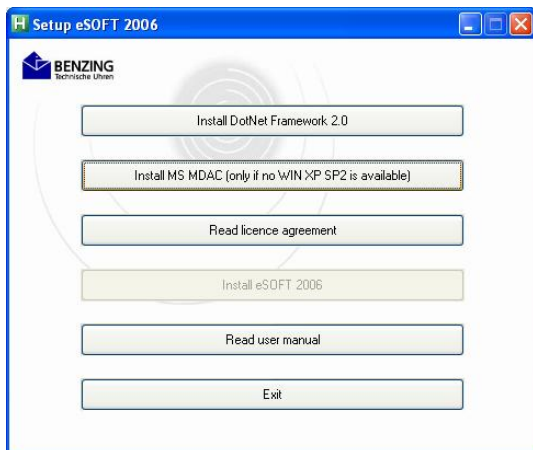 Setup eSOFT 2006
BENZING
Technische Uhren
Install DotNet Framework 2.0
Install MS MDAC (only if no WIN XP SP2 is available)
Read licence agreement
Install eSOFT 2006
Read user manual
Exit